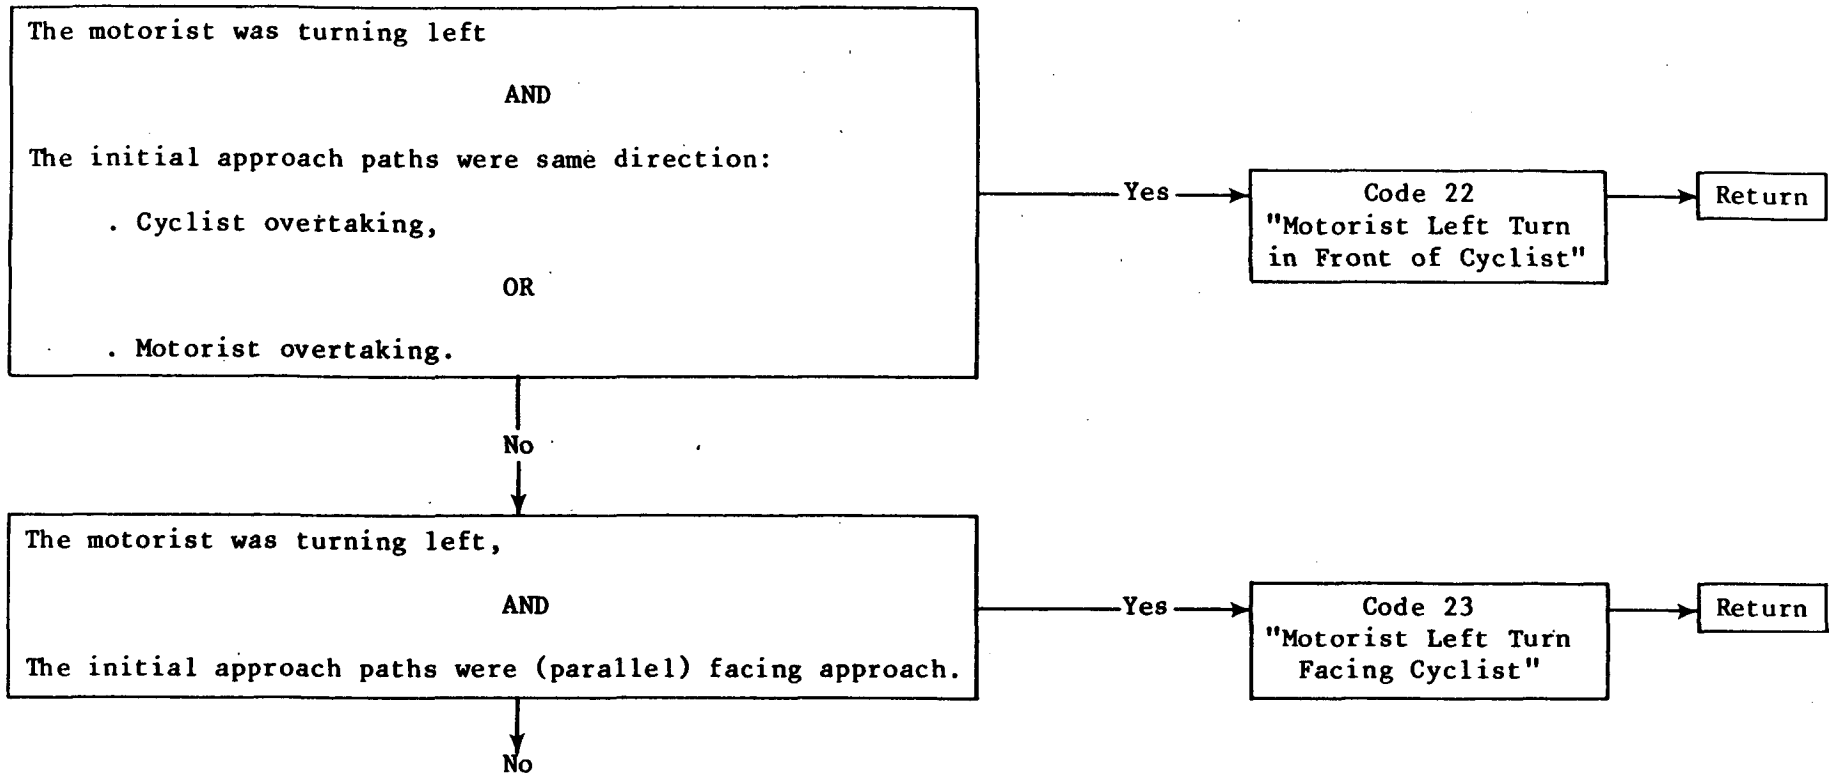 The motorist was turning left
AND
The initial approach paths were same direction:
. Cyclist overtaking,
OR
. Motorist overtaking.
Yes
Code 22
"Motorist Left Turn
in Front of Cyclist"
Return
No
The motorist was turning left,
AND
The initial approach paths were (parallel) facing approach.
Yes
Code 23
"Motorist Left Turn
Facing Cyclist"
Return
No